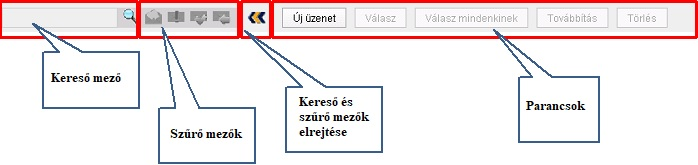 Új üzenet Válasz Válasz mindenkinek Továbbítás Törlés
Kereső mező
Szűrő mezők
Kereső és
szűrő mezők
elrejtése
Parancsok